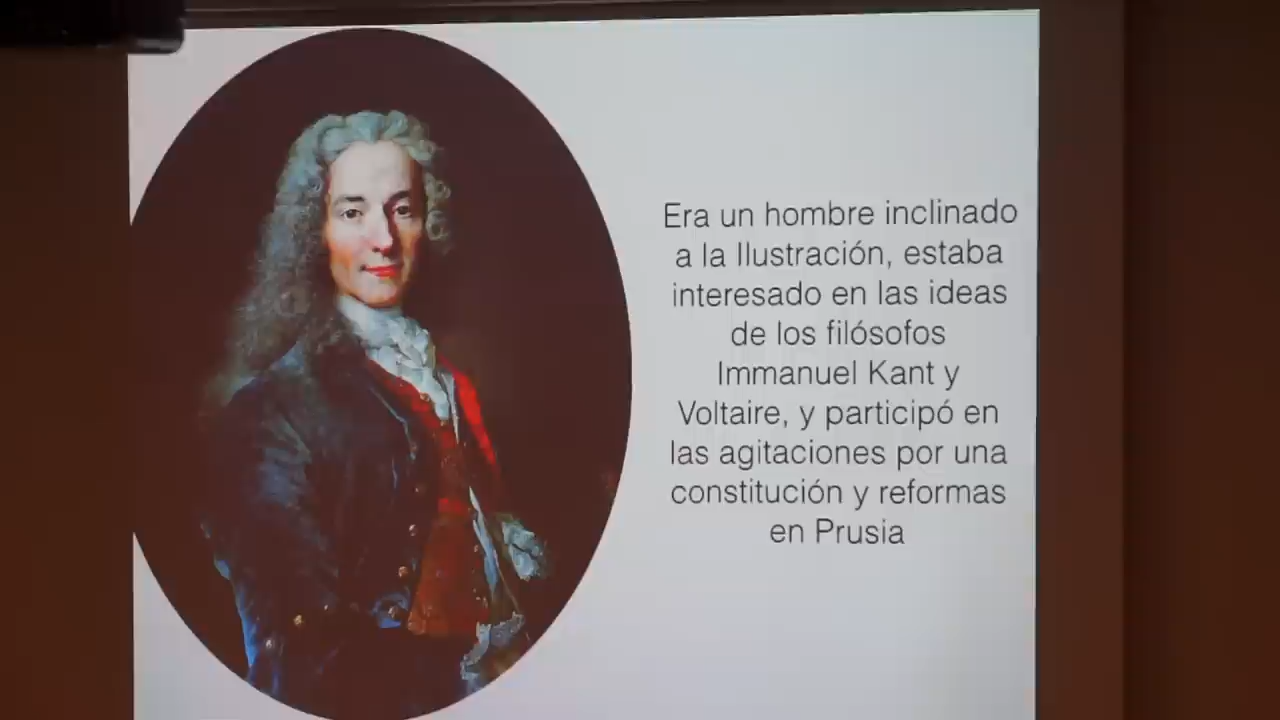 Era un hombre inclinado
a la Ilustración, estaba
interesado en las ideas
de los filósofos
Immanuel Kant y
Voltaire, y participó en
las agitaciones por una
constitución y reformas
en Prusia